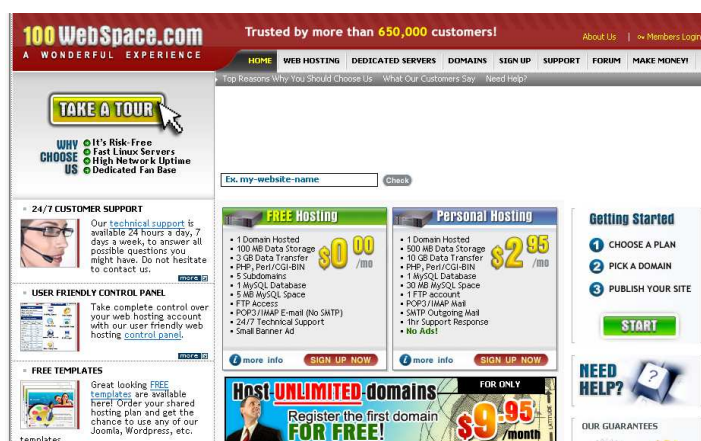 100 WebSpace.com
A WONDERFUL EXPERIENCE
Trusted by more than 650,000 customers!
About Us | Members Login
HOME WEB HOSTING DEDICATED SERVERS DOMAINS SIGN UP SUPPORT FORUM MAKE MONEY!
Top Reasons Why You Should Choose Us What Our Customers Say Need Help?
TAKE A TOUR
WHY CHOOSE US
It's Risk-Free
Fast Linux Servers
High Network Uptime
Dedicated Fan Base
Ex. my-website-name Check
24/7 CUSTOMER SUPPORT
Our technical support is
available 24 hours a day, 7
days a week, to answer all
possible questions you
might have. Do not hesitate
to contact us.
more
USER FRIENDLY CONTROL PANEL
Take complete control over
your web hosting account
with our user friendly web
hosting control panel.
more
FREE TEMPLATES
Great looking FREE
templates are available
here! Order your shared
hosting plan and get the
chance to use any of our
Joomla, Wordpress, etc.
templates
FREE Hosting
• 1 Domain Hosted
• 100 MB Data Storage
• 3 GB Data Transfer
• PHP, Perl/CGI-BIN
• 5 Subdomains
• 1 MySQL Database
• 5 MB MySQL Space
• FTP Access
• POP3/IMAP E-mail (No SMTP)
• 24/7 Technical Support
• Small Banner Ad
$0 00 /mo
more info SIGN UP NOW
Personal Hosting
• 1 Domain Hosted
• 500 MB Data Storage
• 10 GB Data Transfer
• PHP, Perl/CGI-BIN
• 1 MySQL Database
• 30 MB MySQL Space
• 1 FTP account
• POP3/IMAP Mail
• SMTP Outgoing Mail
• 1hr Support Response
• No Ads!
$2 95 /mo
more info SIGN UP NOW
Host UNLIMITED domains
Register the first domain
FOR FREE!
FOR ONLY
$9.95 /month
LATITUDE
Getting Started
1 CHOOSE A PLAN
2 PICK A DOMAIN
3 PUBLISH YOUR SITE
START
NEED
HELP?
?
OUR GUARANTEES